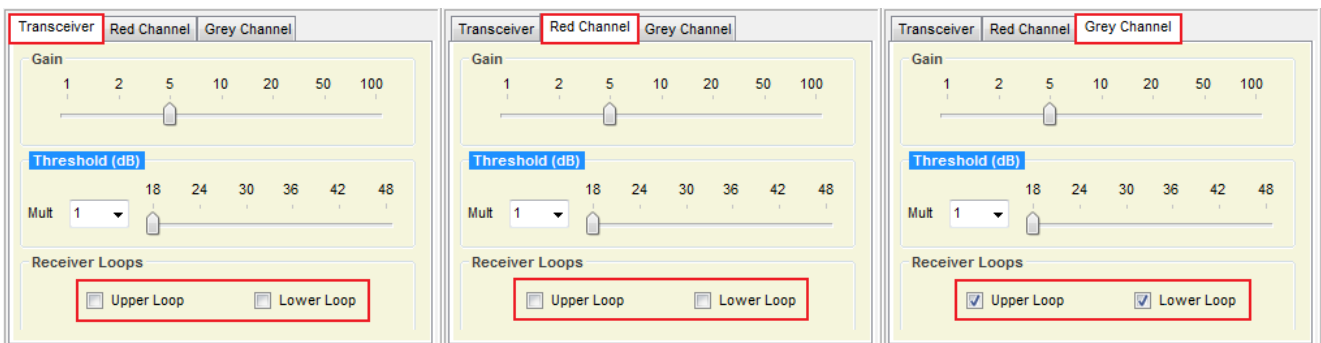 Transceiver Red Channel Grey Channel
Gain
1 2 5 10 20 50 100
Threshold (dB)
18 24 30 36 42 48
Mult 1
Receiver Loops
Upper Loop Lower Loop
Transceiver Red Channel Grey Channel
Gain
1 2 5 10 20 50 100
Threshold (dB)
18 24 30 36 42 48
Mult 1
Receiver Loops
Upper Loop Lower Loop
Transceiver Red Channel Grey Channel
Gain
1 2 5 10 20 50 100
Threshold (dB)
18 24 30 36 42 48
Mult 1
Receiver Loops
Upper Loop Lower Loop